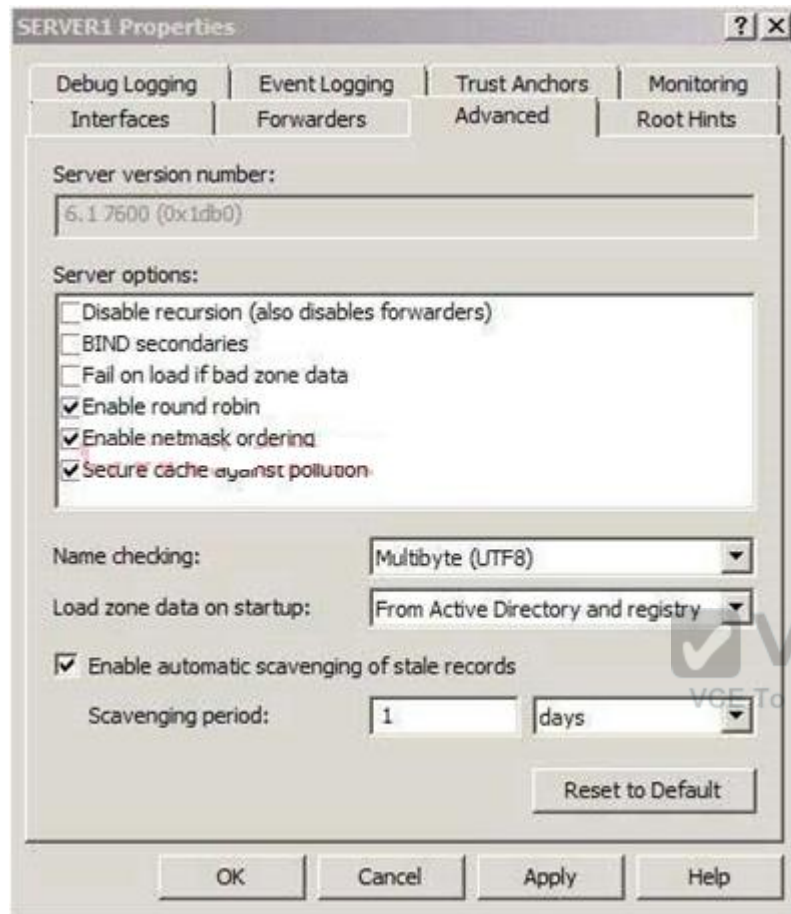 SERVER1 Properties
Debug Logging Event Logging Trust Anchors Monitoring
Interfaces Forwarders Advanced Root Hints
Server version number:
6.1 7600 (0x1db0)
Server options:
Disable recursion (also disables forwarders)
BIND secondaries
Fail on load if bad zone data
Enable round robin
Enable netmask ordering
Secure cache against pollution
Name checking: Multibyte (UTF8)
Load zone data on startup: From Active Directory and registry
Enable automatic scavenging of stale records
Scavenging period: 1 days
VCE To
Reset to Default
OK Cancel Apply Help